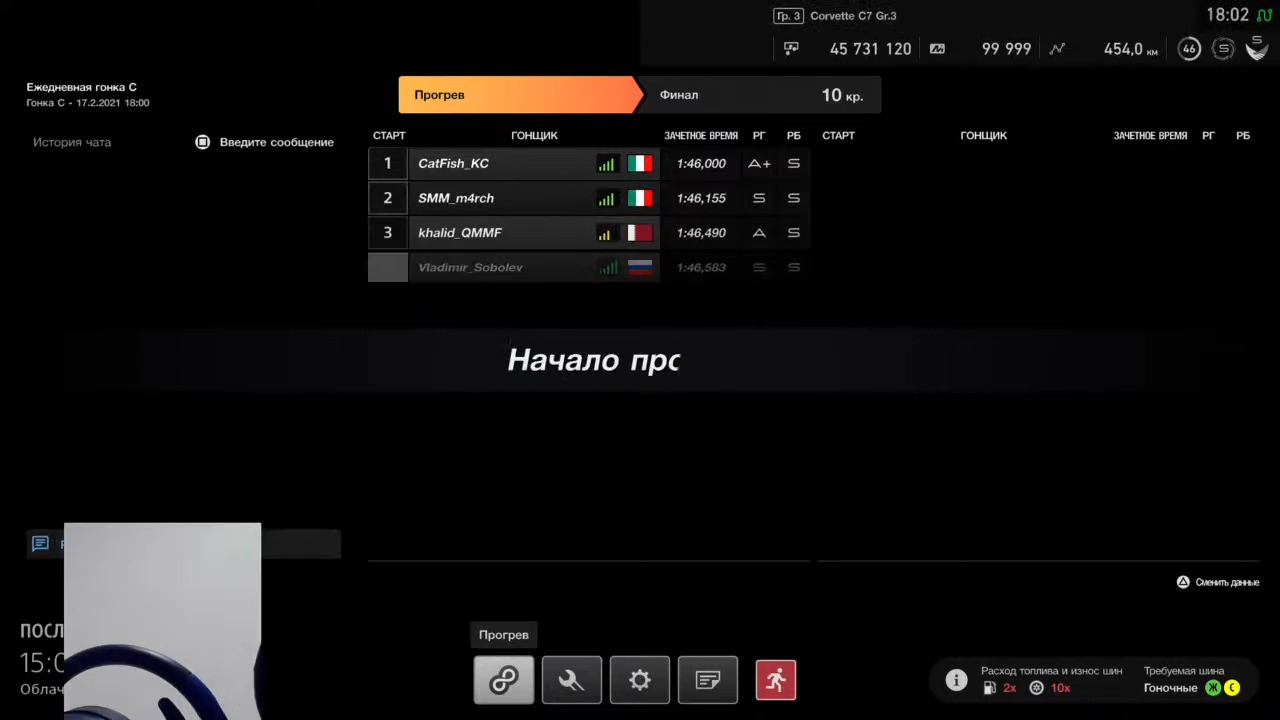 Гр. 3 Corvette C7 Gr.3 18:02
45 731 120 99 999 454,0 км 46 S S
Ежедневная гонка C
Гонка C - 17.2.2021 18:00
Прогрев Финал 10 кр.
История чата Введите сообщение
СТАРТ ГОНЩИК ЗАЧЕТНОЕ ВРЕМЯ РГ РБ СТАРТ ГОНЩИК ЗАЧЕТНОЕ ВРЕМЯ РГ РБ
1 CatFish_KC 1:46,000 A+ S
2 SMM_m4rch 1:46,155 S S
3 khalid_QMMF 1:46,490 A S
Vladimir_Sobolev 1:46,583 S S
Начало прс
Сменить данные
ПОСЛ
Прогрев
15:0
Облач
Расход топлива и износ шин
2x 10x
Требуемая шина
Гоночные Ж С